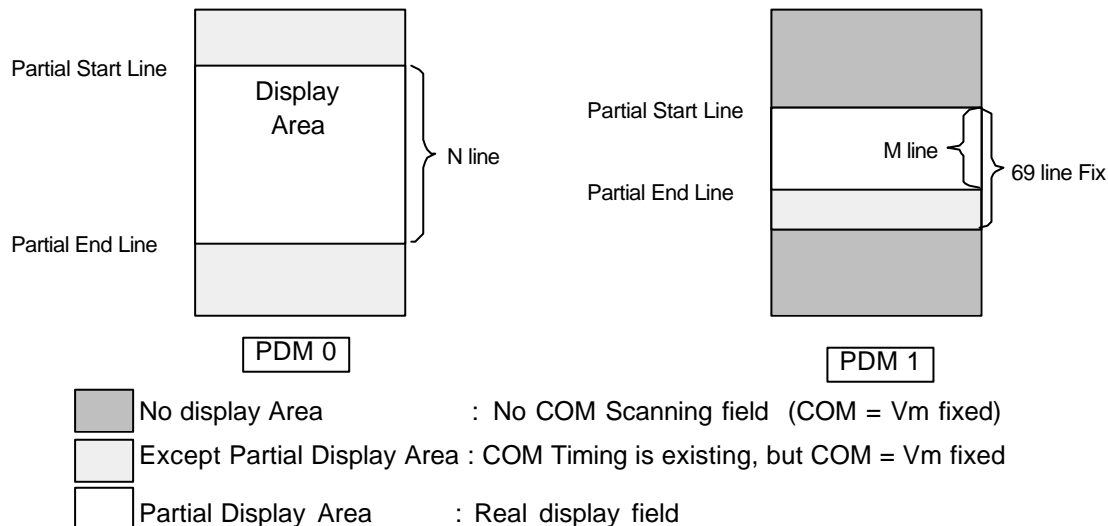 Partial Start Line
Display
Area
N line
Partial End Line
PDM 0
Partial Start Line
M line
69 line Fix
Partial End Line
PDM 1
No display Area : No COM Scanning field (COM = Vm fixed)
Except Partial Display Area : COM Timing is existing, but COM = Vm fixed
Partial Display Area : Real display field